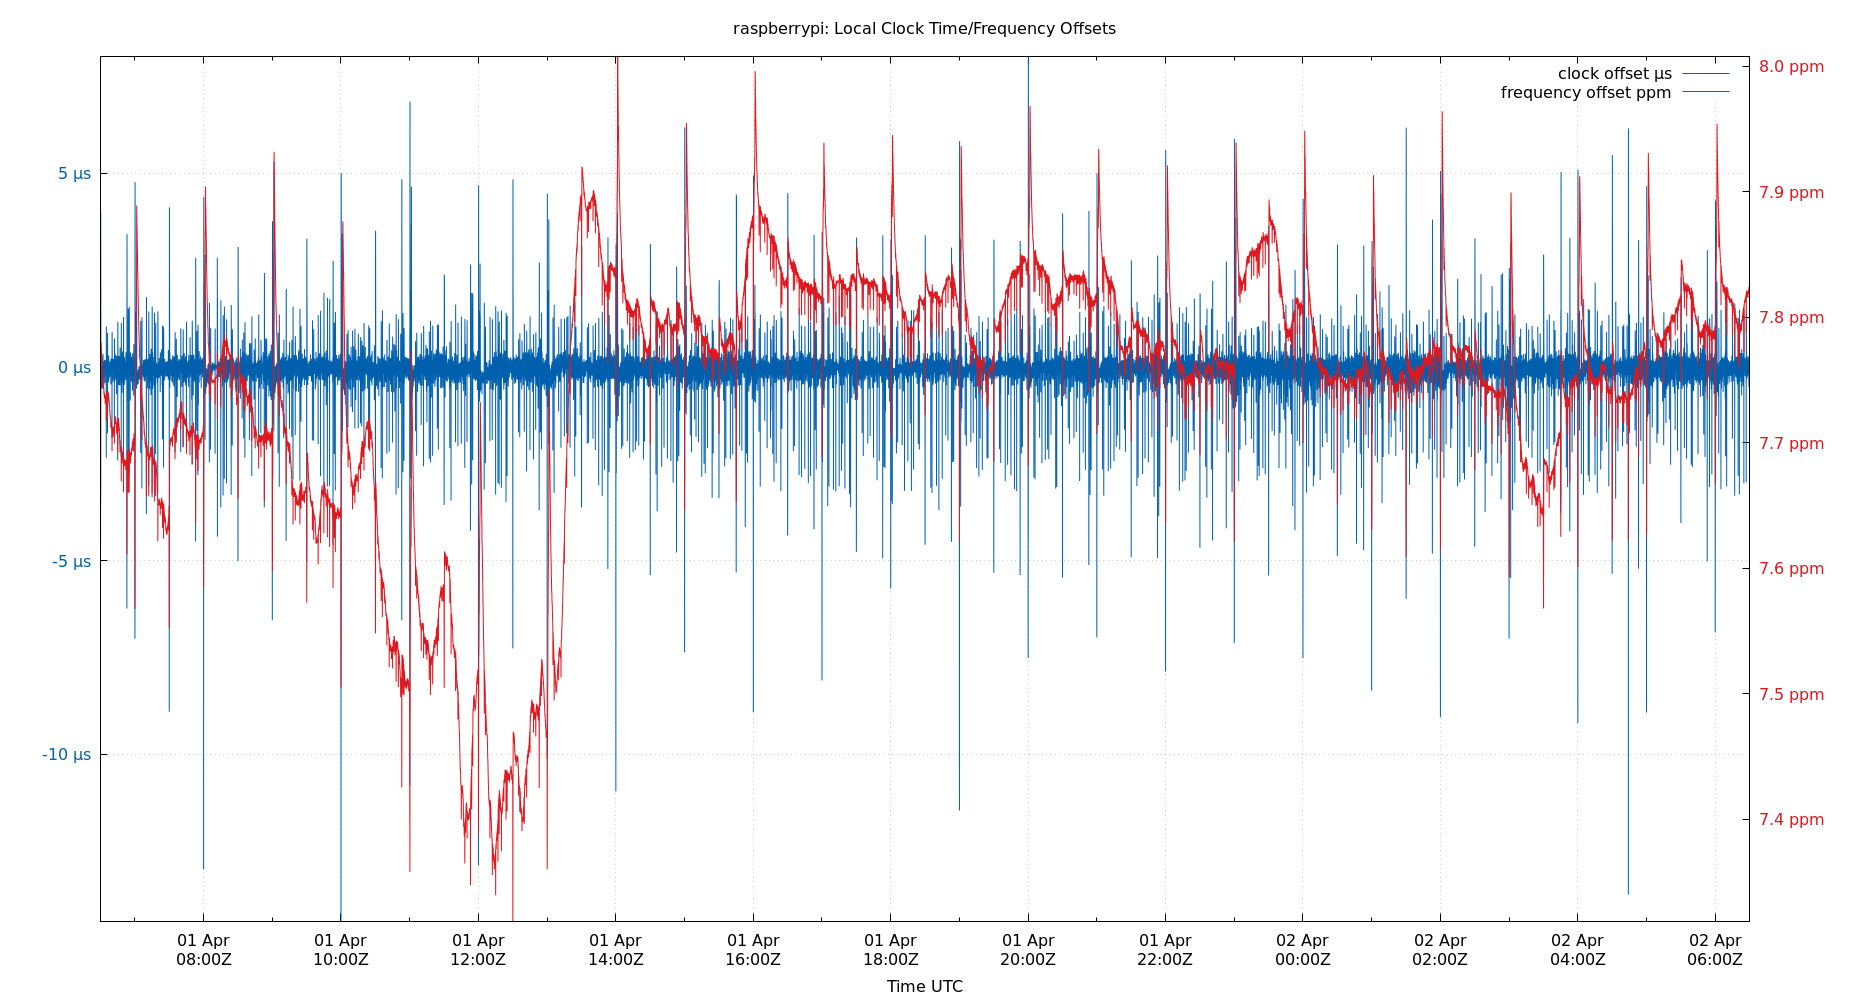 raspberrypi: Local Clock Time/Frequency Offsets
clock offset µs
frequency offset ppm
5 µs
0 µs
-5 µs
-10 µs
8.0 ppm
7.9 ppm
7.8 ppm
7.7 ppm
7.6 ppm
7.5 ppm
7.4 ppm
01 Apr 01 Apr 01 Apr 01 Apr 01 Apr 01 Apr 01 Apr 01 Apr 02 Apr 02 Apr 02 Apr 02 Apr
08:00Z 10:00Z 12:00Z 14:00Z 16:00Z 18:00Z 20:00Z 22:00Z 00:00Z 02:00Z 04:00Z 06:00Z
Time UTC